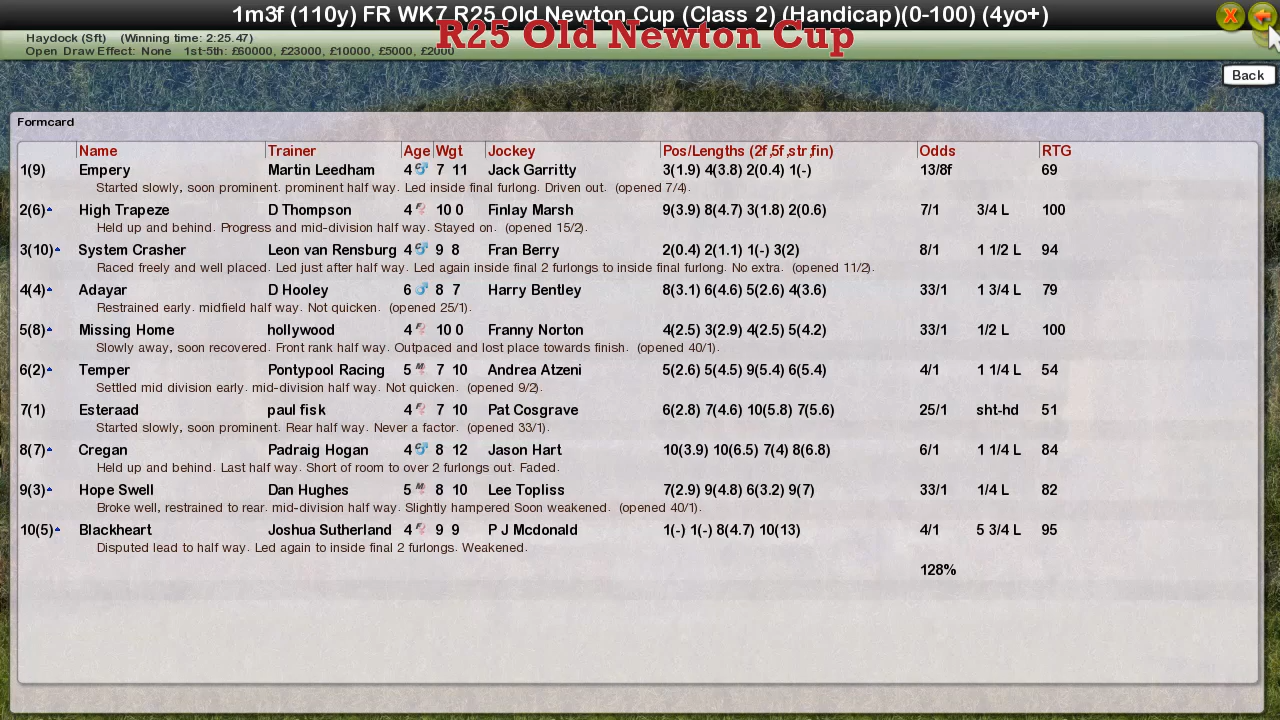 1m3f (110y) FR WK7 R25 Old Newton Cup (Class 2) (Handicap)(0-100) (4yo+)
R25 Old Newton Cup
Haydock (Sft) (Winning time: 2:25.47)
Open Draw Effect: None 1st-5th: £60000, £23000, £10000, £5000, £2000
X
Back
Formcard
Name Trainer Age Wgt Jockey Pos/Lengths (2f,5f,str,fin) Odds RTG
1(9) Empery Martin Leedham 4 7 11 Jack Garritty 3(1.9) 4(3.8) 2(0.4) 1(-) 13/8f 69
Started slowly, soon prominent. prominent half way. Led inside final furlong. Driven out. (opened 7/4).
2(6) High Trapeze D Thompson 4 10 0 Finlay Marsh 9(3.9) 8(4.7) 3(1.8) 2(0.6) 7/1 3/4 L 100
Held up and behind. Progress and mid-division half way. Stayed on. (opened 15/2).
3(10) System Crasher Leon van Rensburg 4 9 8 Fran Berry 2(0.4) 2(1.1) 1(-) 3(2) 8/1 1 1/2 L 94
Raced freely and well placed. Led just after half way. Led again inside final 2 furlongs to inside final furlong. No extra. (opened 11/2).
4(4) Adayar D Hooley 6 8 7 Harry Bentley 8(3.1) 6(4.6) 5(2.6) 4(3.6) 33/1 1 3/4 L 79
Restrained early. midfield half way. Not quicken. (opened 25/1).
5(8) Missing Home hollywood 4 10 0 Franny Norton 4(2.5) 3(2.9) 4(2.5) 5(4.2) 33/1 1/2 L 100
Slowly away, soon recovered. Front rank half way. Outpaced and lost place towards finish. (opened 40/1).
6(2) Temper Pontypool Racing 5 7 10 Andrea Atzeni 5(2.6) 5(4.5) 9(5.4) 6(5.4) 4/1 1 1/4 L 54
Settled mid division early. mid-division half way. Not quicken. (opened 9/2).
7(1) Esteraad paul fisk 4 7 10 Pat Cosgrave 6(2.8) 7(4.6) 10(5.8) 7(5.6) 25/1 sht-hd 51
Started slowly, soon prominent. Rear half way. Never a factor. (opened 33/1).
8(7) Cregan Padraig Hogan 4 8 12 Jason Hart 10(3.9) 10(6.5) 7(4) 8(6.8) 6/1 1 1/4 L 84
Held up and behind. Last half way. Short of room to over 2 furlongs out. Faded.
9(3) Hope Swell Dan Hughes 5 8 10 Lee Topliss 7(2.9) 9(4.8) 6(3.2) 9(7) 33/1 1/4 L 82
Broke well, restrained to rear. mid-division half way. Slightly hampered Soon weakened. (opened 40/1).
10(5) Blackheart Joshua Sutherland 4 9 9 P J Mcdonald 1(-) 1(-) 8(4.7) 10(13) 4/1 5 3/4 L 95
Disputed lead to half way. Led again to inside final 2 furlongs. Weakened.
128%